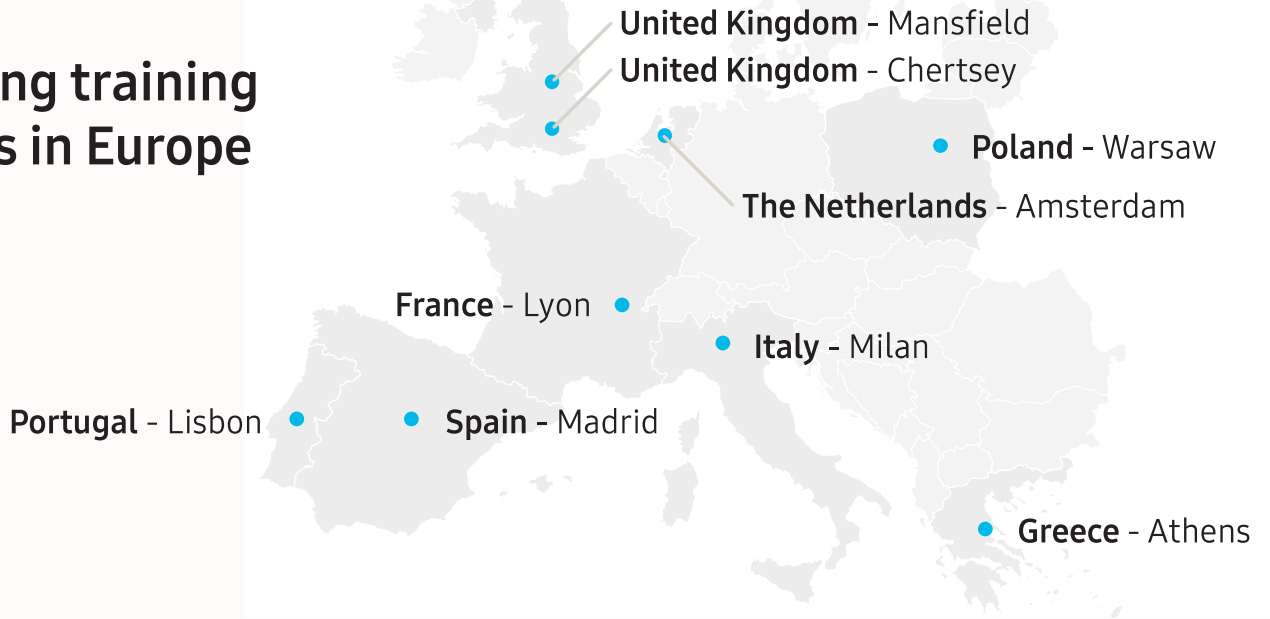 United Kingdom - Mansfield
United Kingdom - Chertsey
ng training
s in Europe
Poland - Warsaw
The Netherlands - Amsterdam
France - Lyon
Italy - Milan
Portugal - Lisbon
Spain - Madrid
Greece - Athens